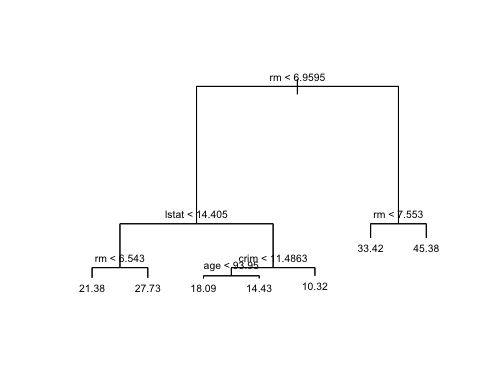 rm < 6.9595
lstat < 14.405
rm < 7.553
33.42
45.38
rm < 6.543
crim < 11.4863
age < 93.95
21.38
27.73
18.09
14.43
10.32